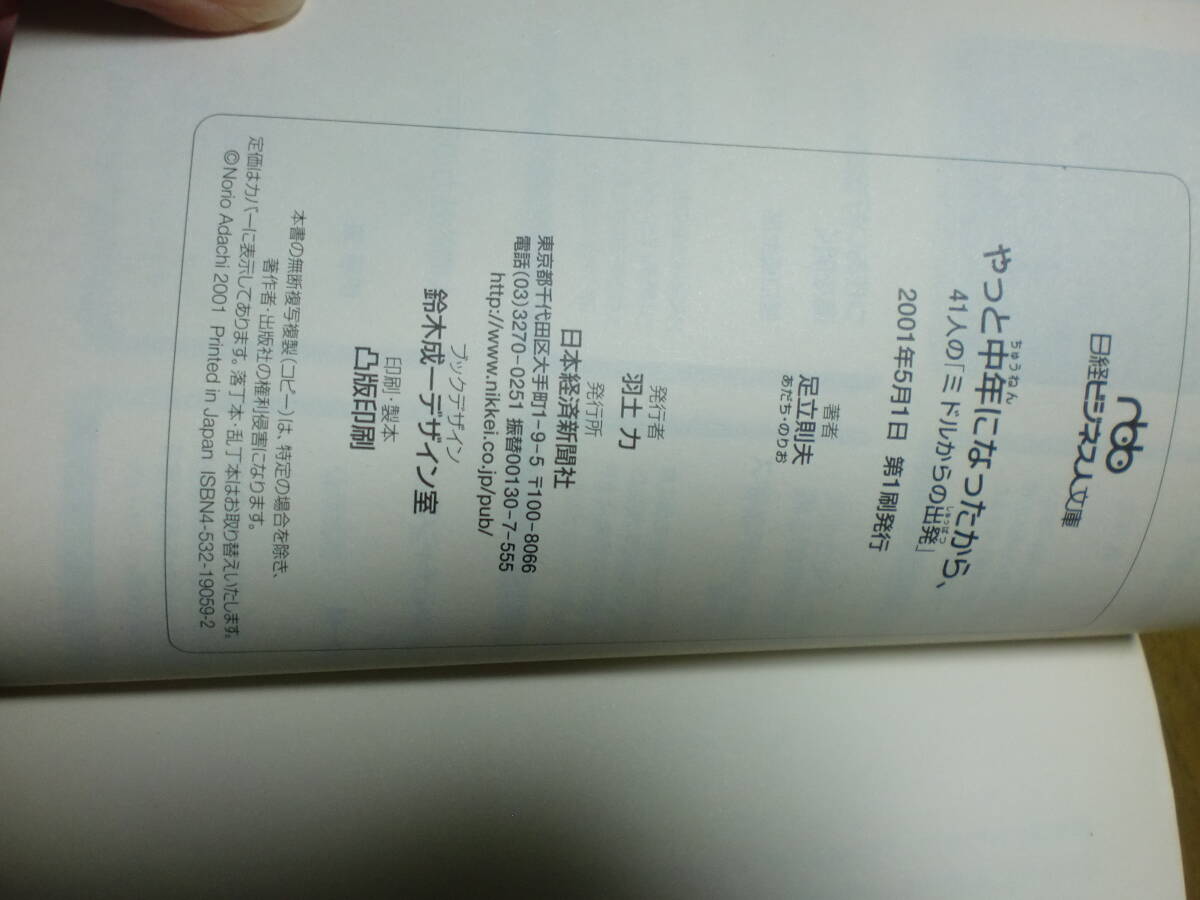 nbb
日経ビジネス人文庫
やっと中年になったから、
ちゅうねん
41人の「ミドルからの出発」
しゅっぱつ
2001年5月1日 第1刷発行
著者
足立則夫
あだち・のりお
発行者
羽土 力
発行所
日本経済新聞社
東京都千代田区大手町1-9-5 〒100-8066
電話(03)3270-0251 振替00130-7-555
http://www.nikkei.co.jp/pub/
ブックデザイン
鈴木成一デザイン室
印刷・製本
凸版印刷
本書の無断複写複製(コピー)は、特定の場合を除き、
著作者・出版社の権利侵害になります。
定価はカバーに表示してあります。落丁本・乱丁本はお取り替えいたします。
©Norio Adachi 2001 Printed in Japan ISBN4-532-19059-2